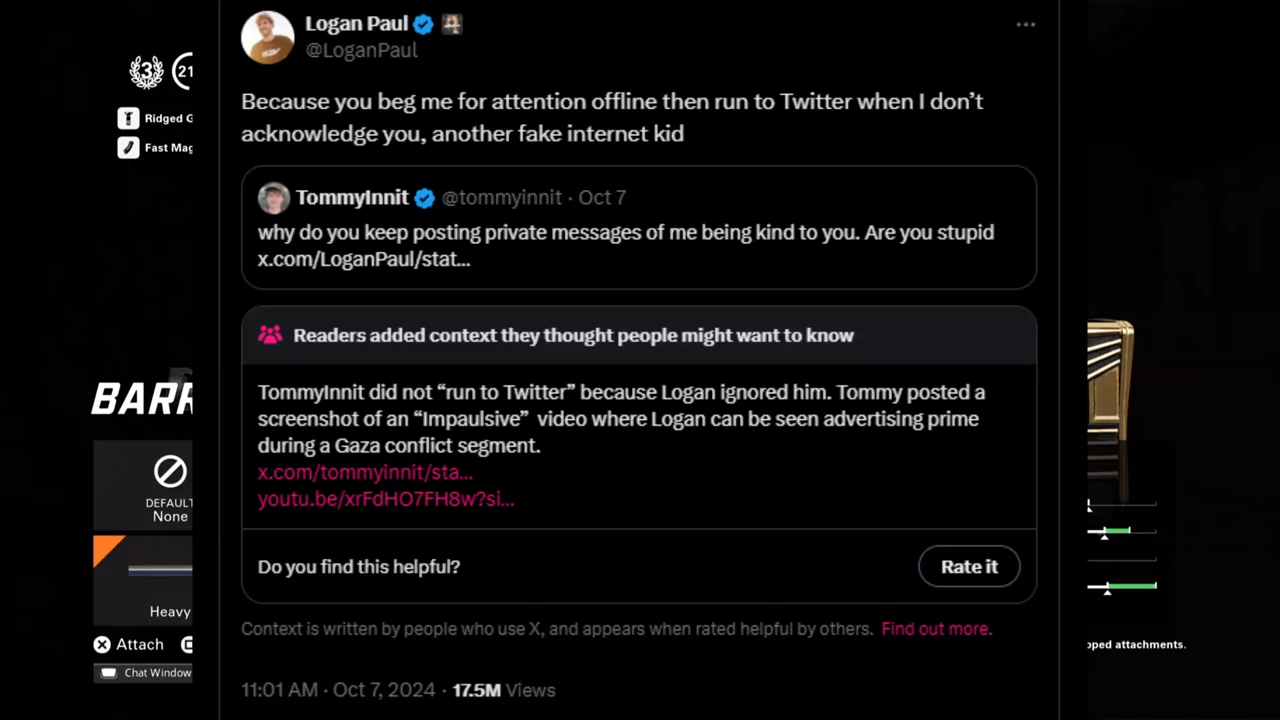 Logan Paul
@LoganPaul
Because you beg me for attention offline then run to Twitter when I don’t
acknowledge you, another fake internet kid
TommyInnit @tommyinnit · Oct 7
why do you keep posting private messages of me being kind to you. Are you stupid
x.com/LoganPaul/stat...
Readers added context they thought people might want to know
TommyInnit did not “run to Twitter” because Logan ignored him. Tommy posted a
screenshot of an “Impaulsive” video where Logan can be seen advertising prime
during a Gaza conflict segment.
x.com/tommyinnit/sta...
youtu.be/xrFdHO7FH8w?si...
Do you find this helpful?
Rate it
Context is written by people who use X, and appears when rated helpful by others. Find out more.
11:01 AM · Oct 7, 2024 · 17.5M Views
3
21
Ridged G
Fast Mag
BARR
DEFAULT
None
Heavy
Attach
Chat Window
pped attachments.